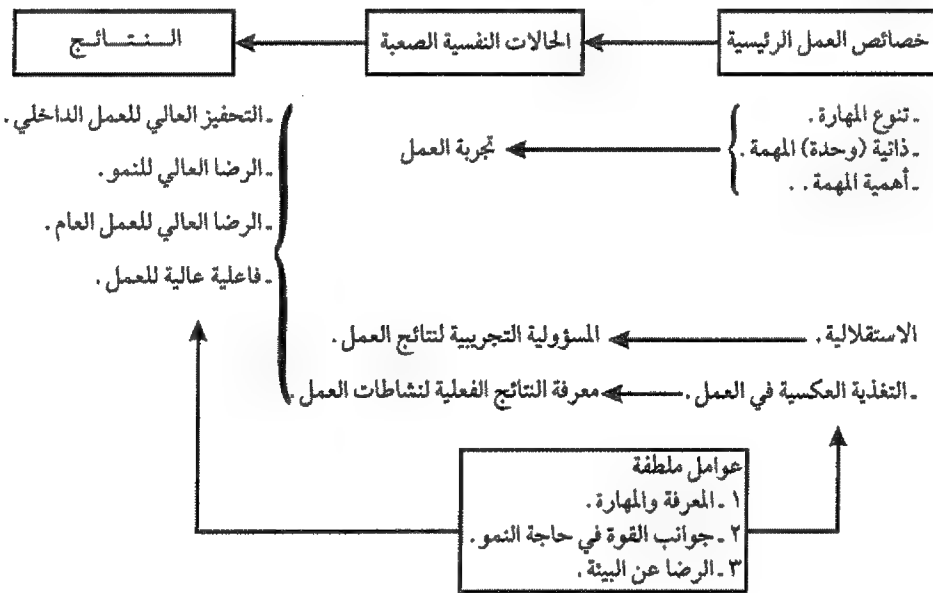 خصائص العمل الرئيسية
الحالات النفسية الصعبة
الـنـتـائـج
ـ تنوع المهارة.
ـ ذاتية (وحدة) المهمة.
ـ أهمية المهمة..
تجربة العمل
ـ التحفيز العالي للعمل الداخلي.
ـ الرضا العالي للنمو.
ـ الرضا العالي للعمل العام.
ـ فاعلية عالية للعمل.
الاستقلالية.
المسؤولية التجريبية لنتائج العمل.
ـ التغذية العكسية في العمل.
معرفة النتائج الفعلية لنشاطات العمل.
عوامل ملطفة
١ ـ المعرفة والمهارة.
٢ ـ جوانب القوة في حاجة النمو.
٣ ـ الرضا عن البيئة.